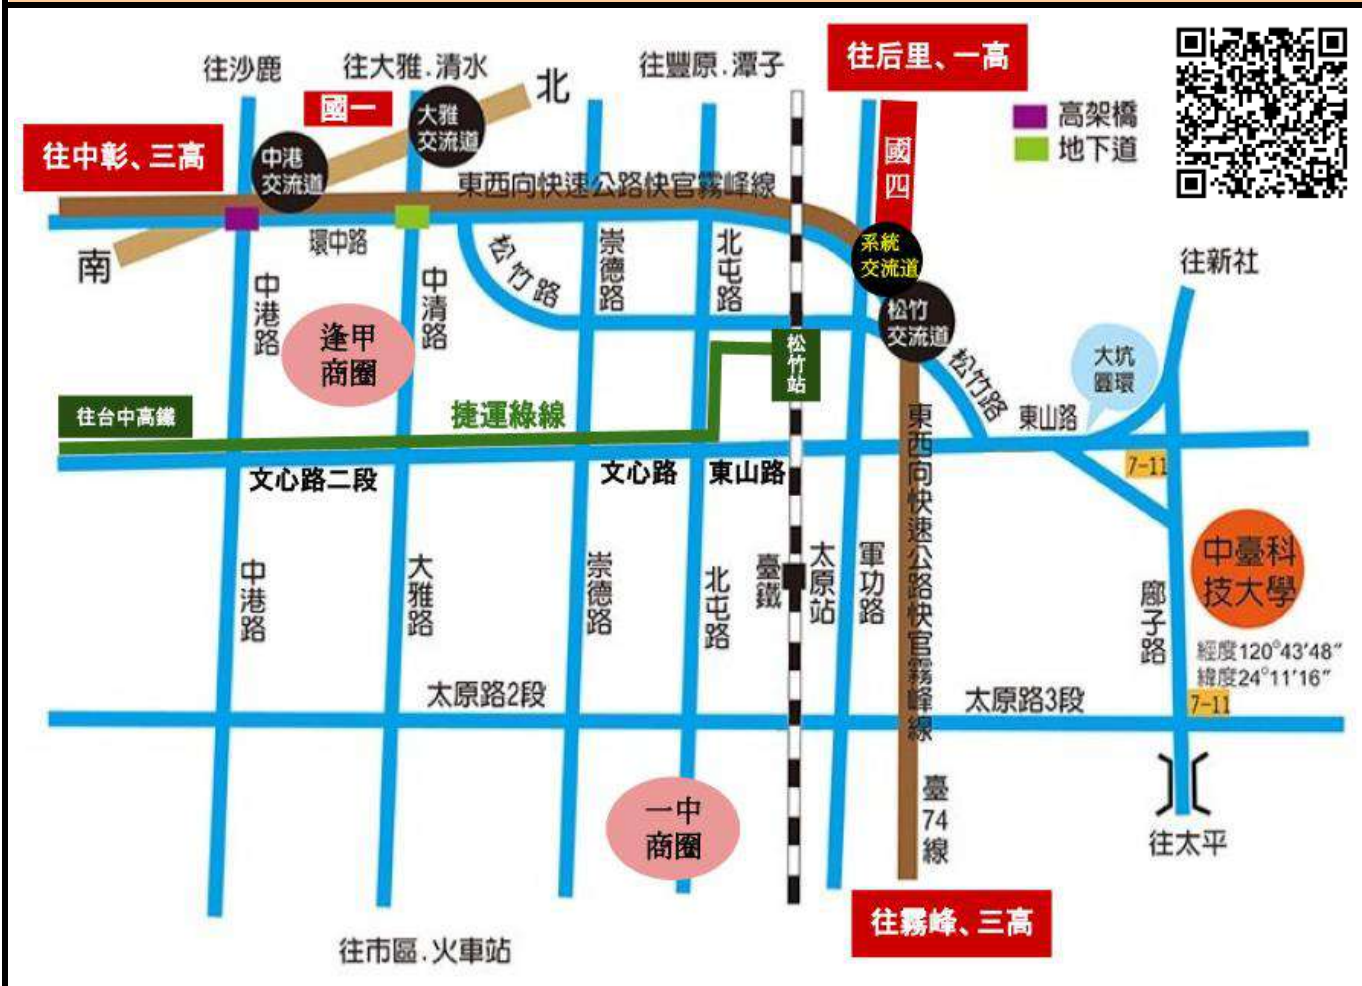 往沙鹿
往大雅.清水
北
往豐原.潭子
往后里、一高
國一
大雅
交流道
高架橋
地下道
往中彰、三高
中港
交流道
國四
東西向快速公路快官霧峰線
系統
交流道
南
環中路
松竹路
崇德路
北屯路
往新社
中港路
中清路
松竹
交流道
逢甲
商圈
松竹站
松竹路
大坑
圓環
往台中高鐵
捷運綠線
東山路
文心路二段
文心路
東山路
7-11
東西向快速公路快官霧峰線
中港路
大雅路
崇德路
北屯路
臺鐵
太原站
軍功路
廍子路
中臺科
技大學
經度120°43'48"
緯度24°11'16"
7-11
太原路2段
太原路3段
一中
商圈
臺74線
往太平
往霧峰、三高
往市區.火車站